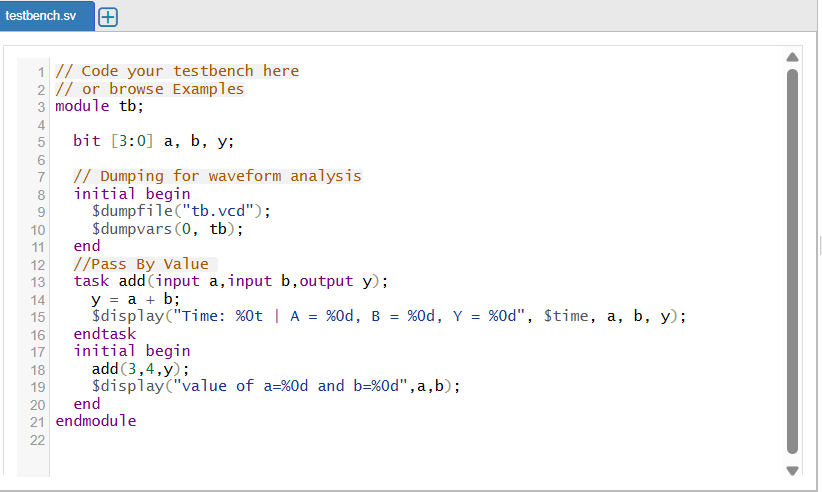 testbench.sv
1 // Code your testbench here
2 // or browse Examples
3 module tb;
4
5   bit [3:0] a, b, y;
6
7   // Dumping for waveform analysis
8   initial begin
9     $dumpfile("tb.vcd");
10     $dumpvars(0, tb);
11   end
12   //Pass By Value
13   task add(input a,input b,output y);
14     y = a + b;
15     $display("Time: %0t | A = %0d, B = %0d, Y = %0d", $time, a, b, y);
16   endtask
17   initial begin
18     add(3,4,y);
19     $display("value of a=%0d and b=%0d",a,b);
20   end
21 endmodule
22